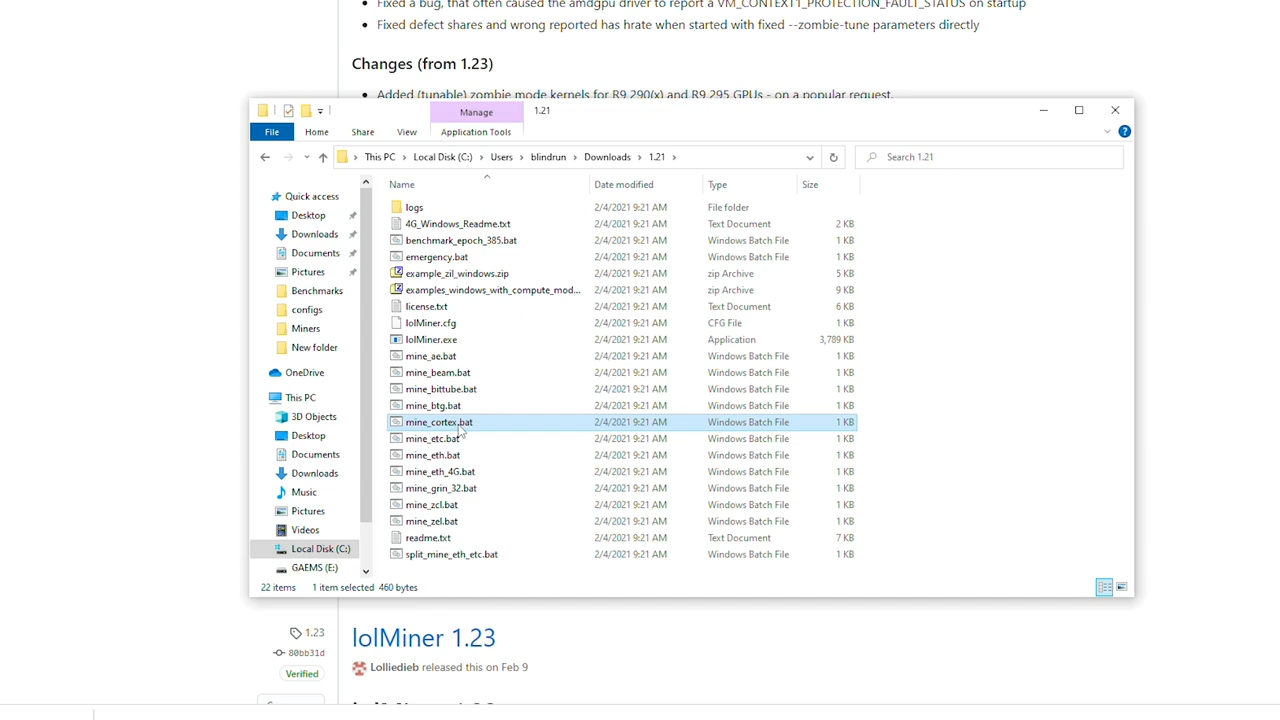 Fixed a bug, that often caused the amdgpu driver to report a VM_CONTEXT1_PROTECTION_FAULT_STATUS on startup
Fixed defect shares and wrong reported has hrate when started with fixed --zombie-tune parameters directly
Changes (from 1.23)
Added (tunable) zombie mode kernels for R9 290(x) and R9 295 GPUs - on a popular request.
Manage 1.21
File Home Share View Application Tools
This PC Local Disk (C:) Users blindrun Downloads 1.21 Search 1.21
Name Date modified Type Size
Quick access
Desktop
Downloads
Documents
Pictures
Benchmarks
configs
Miners
New folder
OneDrive
This PC
3D Objects
Desktop
Documents
Downloads
Music
Pictures
Videos
Local Disk (C:)
GAEMS (E:)
logs 2/4/2021 9:21 AM File folder
4G_Windows_Readme.txt 2/4/2021 9:21 AM Text Document 2 KB
benchmark_epoch_385.bat 2/4/2021 9:21 AM Windows Batch File 1 KB
emergency.bat 2/4/2021 9:21 AM Windows Batch File 1 KB
example_zil_windows.zip 2/4/2021 9:21 AM zip Archive 5 KB
examples_windows_with_compute_mod... 2/4/2021 9:21 AM zip Archive 9 KB
license.txt 2/4/2021 9:21 AM Text Document 6 KB
lolMiner.cfg 2/4/2021 9:21 AM CFG File 1 KB
lolMiner.exe 2/4/2021 9:21 AM Application 3,789 KB
mine_ae.bat 2/4/2021 9:21 AM Windows Batch File 1 KB
mine_beam.bat 2/4/2021 9:21 AM Windows Batch File 1 KB
mine_bittube.bat 2/4/2021 9:21 AM Windows Batch File 1 KB
mine_btg.bat 2/4/2021 9:21 AM Windows Batch File 1 KB
mine_cortex.bat 2/4/2021 9:21 AM Windows Batch File 1 KB
mine_etc.bat 2/4/2021 9:21 AM Windows Batch File 1 KB
mine_eth.bat 2/4/2021 9:21 AM Windows Batch File 1 KB
mine_eth_4G.bat 2/4/2021 9:21 AM Windows Batch File 1 KB
mine_grin_32.bat 2/4/2021 9:21 AM Windows Batch File 1 KB
mine_zcl.bat 2/4/2021 9:21 AM Windows Batch File 1 KB
mine_zel.bat 2/4/2021 9:21 AM Windows Batch File 1 KB
readme.txt 2/4/2021 9:21 AM Text Document 7 KB
split_mine_eth_etc.bat 2/4/2021 9:21 AM Windows Batch File 1 KB
22 items 1 item selected 460 bytes
1.23
80bb31d
Verified
lolMiner 1.23
Lolliedieb released this on Feb 9